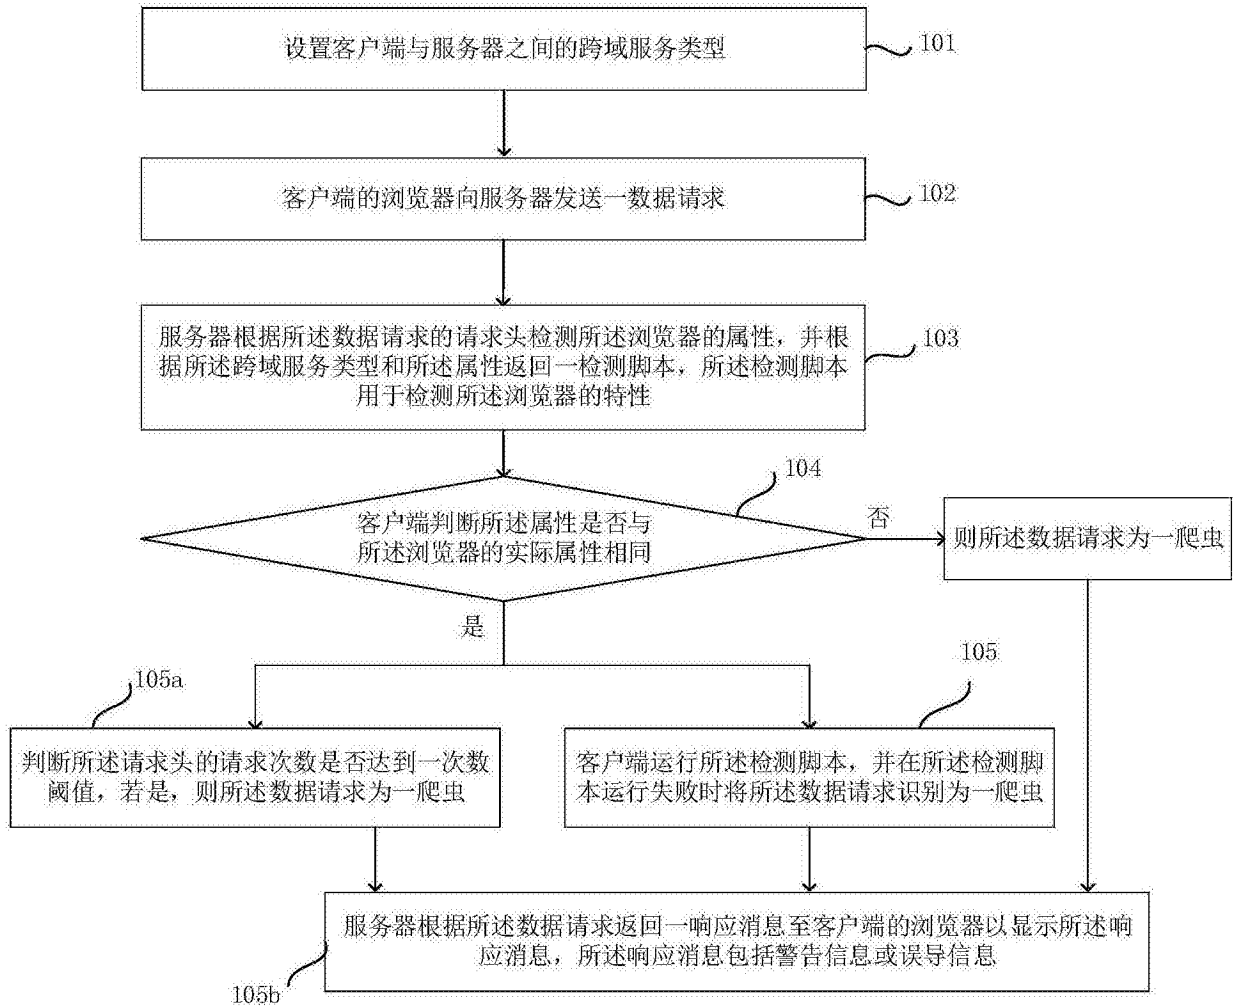 设置客户端与服务器之间的跨域服务类型
101
客户端的浏览器向服务器发送一数据请求
102
服务器根据所述数据请求的请求头检测所述浏览器的属性，并根
据所述跨域服务类型和所述属性返回一检测脚本，所述检测脚本
用于检测所述浏览器的特性
103
104
客户端判断所述属性是否与
所述浏览器的实际属性相同
否
则所述数据请求为一爬虫
是
105a
105
判断所述请求头的请求次数是否达到一次数
阈值，若是，则所述数据请求为一爬虫
客户端运行所述检测脚本，并在所述检测脚
本运行失败时将所述数据请求识别为一爬虫
服务器根据所述数据请求返回一响应消息至客户端的浏览器以显示所述响
应消息，所述响应消息包括警告信息或误导信息
105b